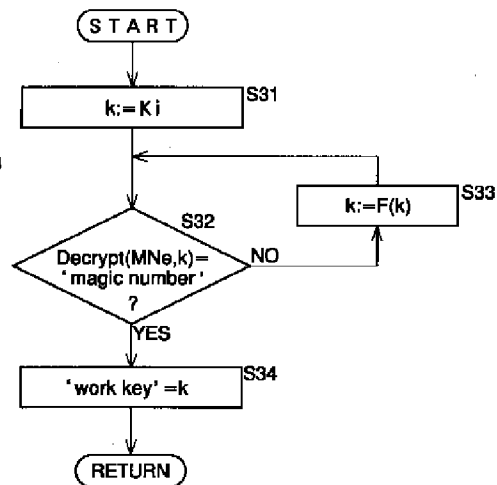 START
S31
k:=Ki
S33
k:=F(k)
S32
Decrypt(MNe,k)=
‘magic number’
?
NO
YES
S34
‘work key’=k
RETURN